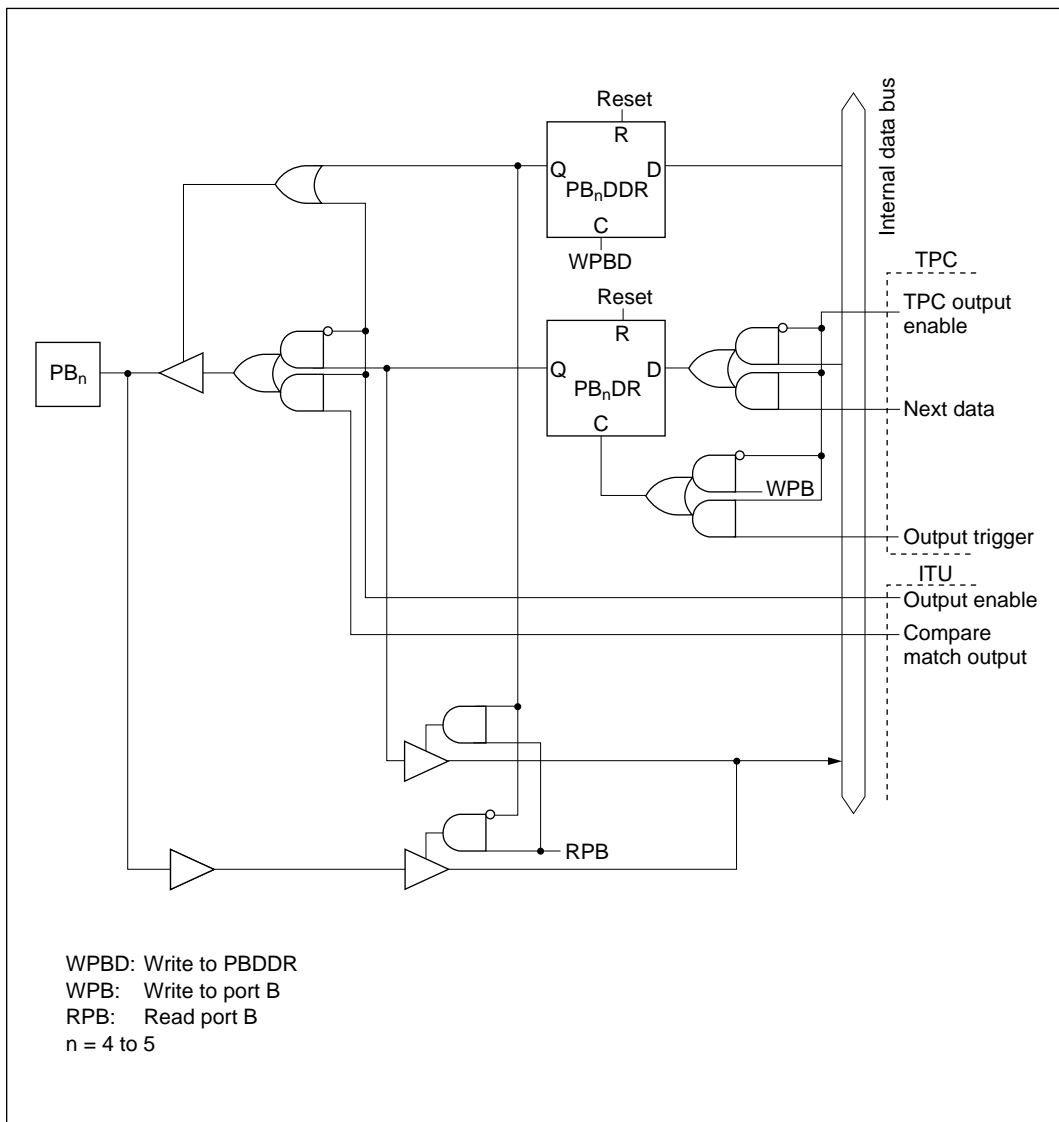 Reset
R
Q
D
PBnDDR
C
WPBD
Internal data bus
TPC
TPC output
enable
Reset
R
Q
D
PBnDR
C
PBn
Next data
WPB
Output trigger
ITU
Output enable
Compare
match output
RPB
WPBD: Write to PBDDR
WPB: Write to port B
RPB: Read port B
n = 4 to 5